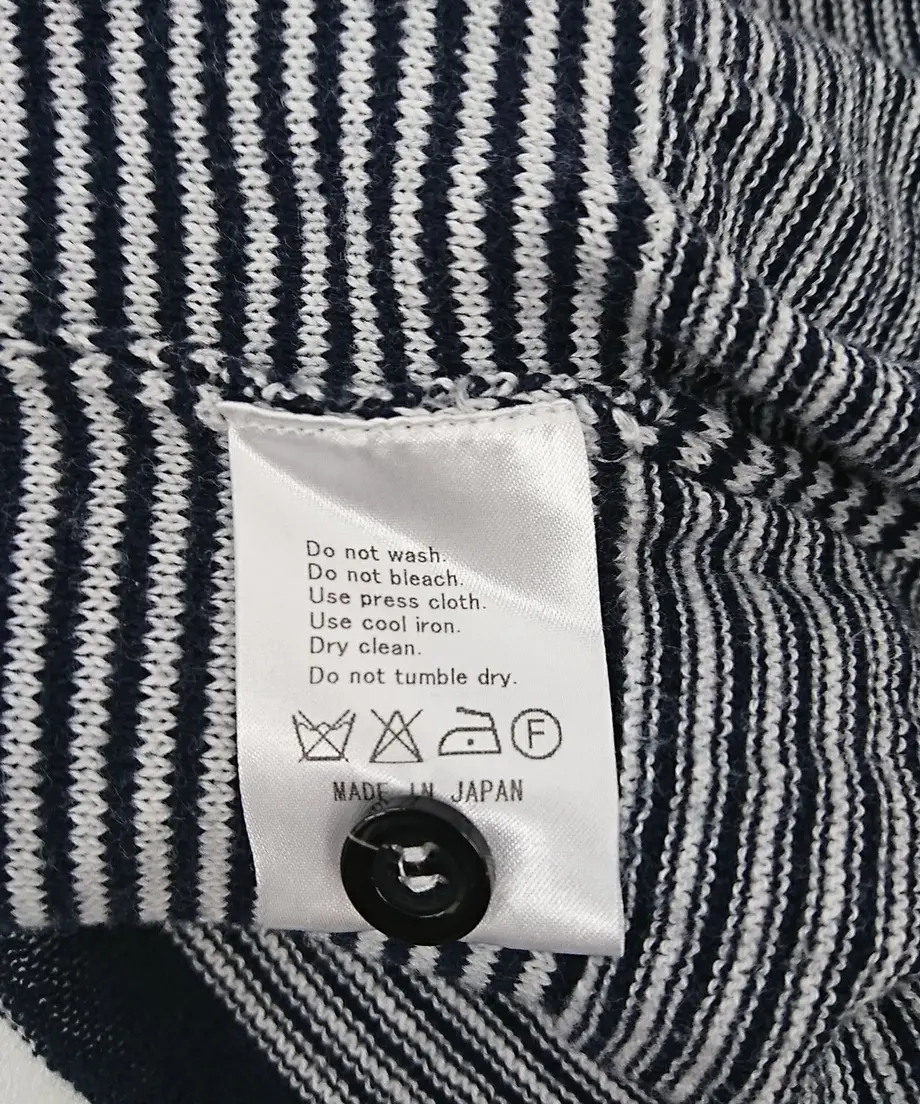 Do not wash.
Do not bleach.
Use press cloth.
Use cool iron.
Dry clean.
Do not tumble dry.
F
MADE IN JAPAN